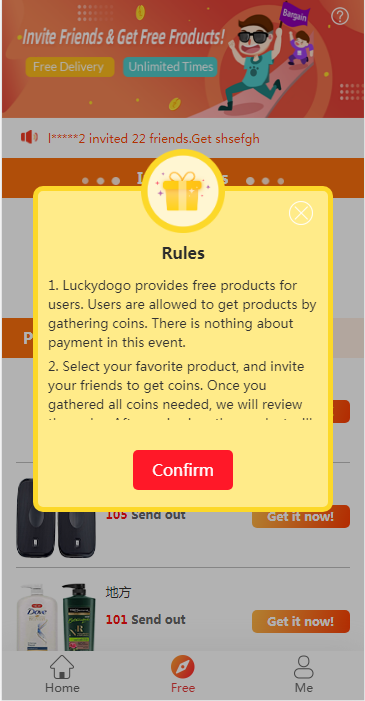 Invite Friends & Get Free Products!
Bargain
Free Delivery
Unlimited Times
l*****2 invited 22 friends.Get shsefgh
Rules
1. Luckydogo provides free products for
users. Users are allowed to get products by
gathering coins. There is nothing about
payment in this event.
2. Select your favorite product, and invite
your friends to get coins. Once you
gathered all coins needed, we will review
Confirm
105 Send out
Get it now!
地方
Dove
101 Send out
Get it now!
Home
Free
Me